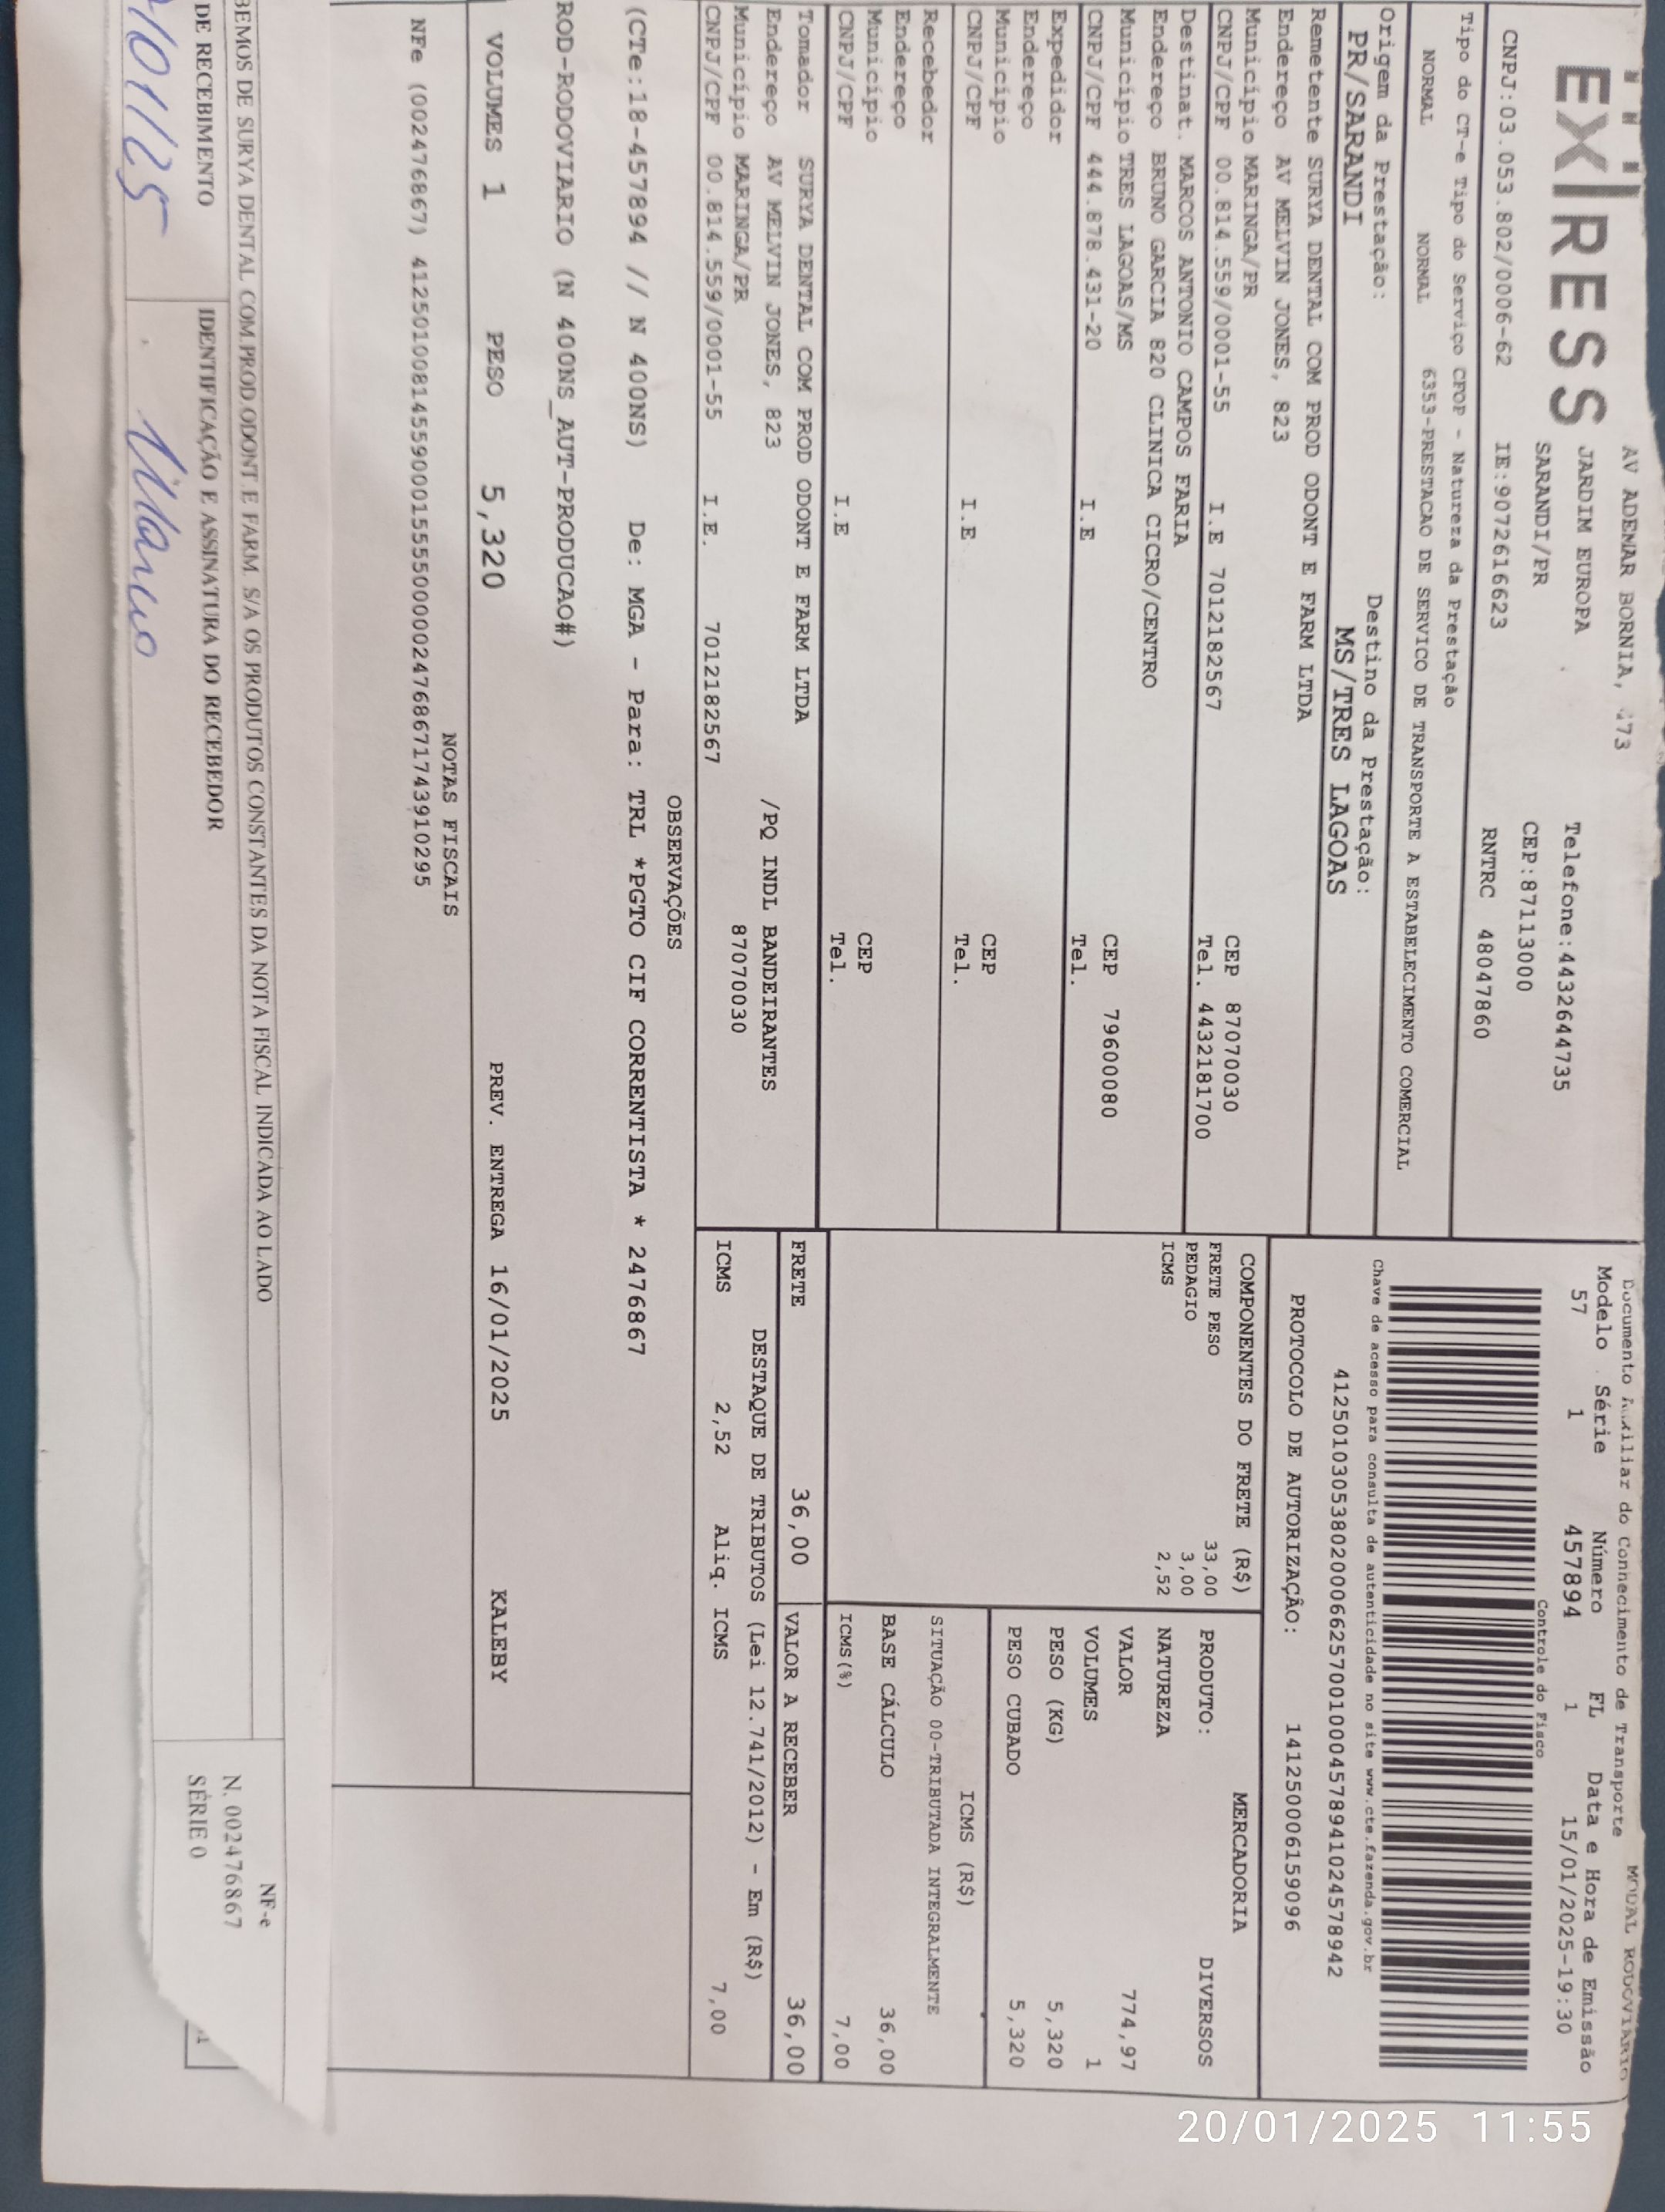 EXPRESS
AV ADEMAR BORNIA, 473
JARDIM EUROPA Telefone:4432644735
SARANDI/PR CEP:87113000
CNPJ:03.053.802/0006-62 IE:9072616623 RNTRC 48047860
Tipo do CT-e Tipo do Serviço CFOP - Natureza da Prestação
NORMAL NORMAL 6353-PRESTACAO DE SERVICO DE TRANSPORTE A ESTABELECIMENTO COMERCIAL
Origem da Prestação: Destino da Prestação:
PR/SARANDI MS/TRES LAGOAS
Remetente SURYA DENTAL COM PROD ODONT E FARM LTDA
Endereço AV MELVIN JONES, 823
Município MARINGA/PR CEP 87070030
CNPJ/CPF 00.814.559/0001-55 I.E 7012182567 Tel. 4432181700
Destinat. MARCOS ANTONIO CAMPOS FARIA
Endereço BRUNO GARCIA 820 CLINICA CICRO/CENTRO
Município TRES LAGOAS/MS CEP 79600080
CNPJ/CPF 444.878.431-20 I.E Tel.
Expedidor
Endereço
Município CEP
CNPJ/CPF I.E Tel.
Recebedor
Endereço
Município CEP
CNPJ/CPF I.E Tel.
Tomador SURYA DENTAL COM PROD ODONT E FARM LTDA
Endereço AV MELVIN JONES, 823 /PQ INDL BANDEIRANTES
Município MARINGA/PR 87070030
CNPJ/CPF 00.814.559/0001-55 I.E. 7012182567
Documento Auxiliar do Conhecimento de Transporte MODAL RODOVIARIO
Modelo Série Número FL Data e Hora de Emissão
57 1 457894 1 15/01/2025-19:30
Controle do Fisco
Chave de acesso para consulta de autenticidade no site www.cte.fazenda.gov.br
41250103053802000662570010004578941024578942
PROTOCOLO DE AUTORIZAÇÃO: 141250006159096
COMPONENTES DO FRETE (R$)
FRETE PESO 33,00
PEDAGIO 3,00
ICMS 2,52
MERCADORIA
PRODUTO: DIVERSOS
NATUREZA
VALOR 774,97
VOLUMES 1
PESO (KG) 5,320
PESO CUBADO 5,320
ICMS (R$)
SITUAÇÃO 00-TRIBUTADA INTEGRALMENTE
BASE CÁLCULO 36,00
ICMS(%) 7,00
FRETE 36,00 VALOR A RECEBER 36,00
DESTAQUE DE TRIBUTOS (Lei 12.741/2012) - Em (R$)
ICMS 2,52 Aliq. ICMS 7,00
OBSERVAÇÕES
(CTe:18-457894 // N 400NS) De: MGA - Para: TRL *PGTO CIF CORRENTISTA * 2476867
ROD-RODOVIARIO (N 400NS_AUT-PRODUCAO#)
VOLUMES 1 PESO 5,320 PREV. ENTREGA 16/01/2025 KALEBY
NOTAS FISCAIS
NFe (002476867) 41250100814559000155550000024768671743910295
BEMOS DE SURYA DENTAL COM.PROD.ODONT.E FARM. S/A OS PRODUTOS CONSTANTES DA NOTA FISCAL INDICADA AO LADO
DE RECEBIMENTO IDENTIFICAÇÃO E ASSINATURA DO RECEBEDOR
/01/25
NF-e
N. 002476867
SÉRIE 0
20/01/2025 11:55